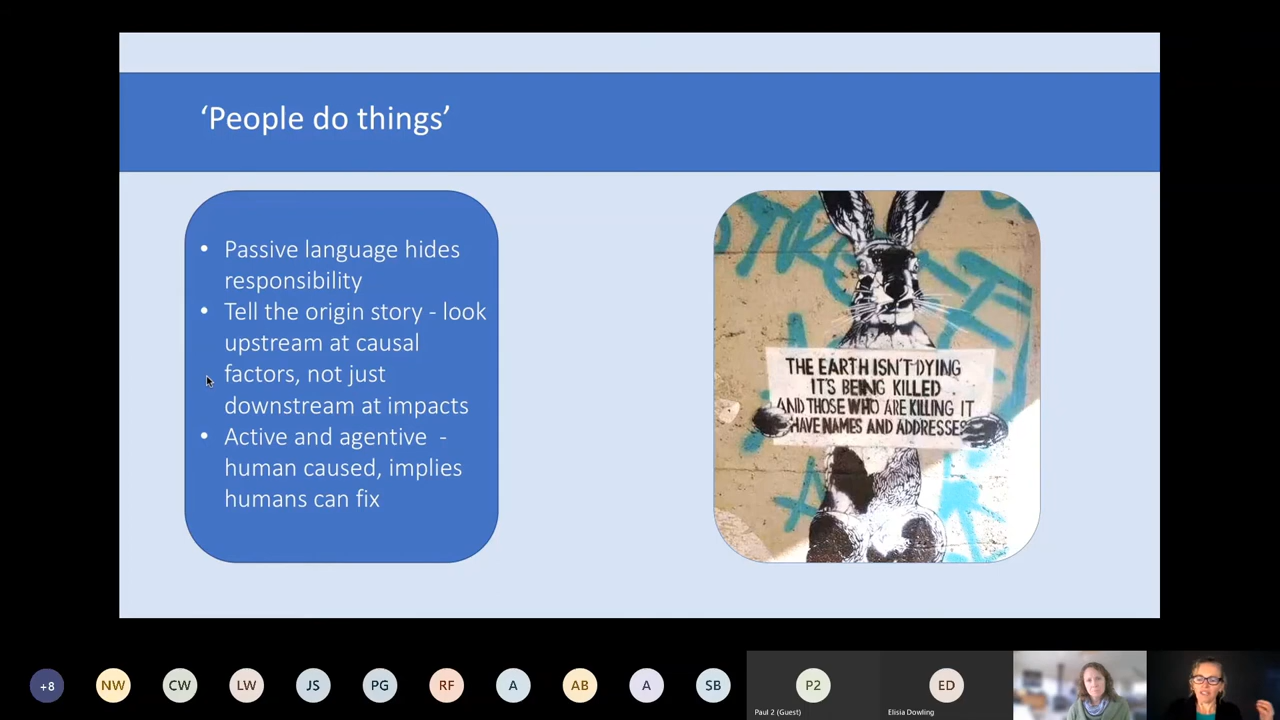 ‘People do things’
• Passive language hides
responsibility
• Tell the origin story - look
upstream at causal
factors, not just
downstream at impacts
• Active and agentive -
human caused, implies
humans can fix
THE EARTH ISN'T DYING
IT'S BEING KILLED
AND THOSE WHO ARE KILLING IT
HAVE NAMES AND ADDRESSES
+8
NW
CW
LW
JS
PG
RF
A
AB
A
SB
P2
Paul 2 (Guest)
ED
Elisia Dowling